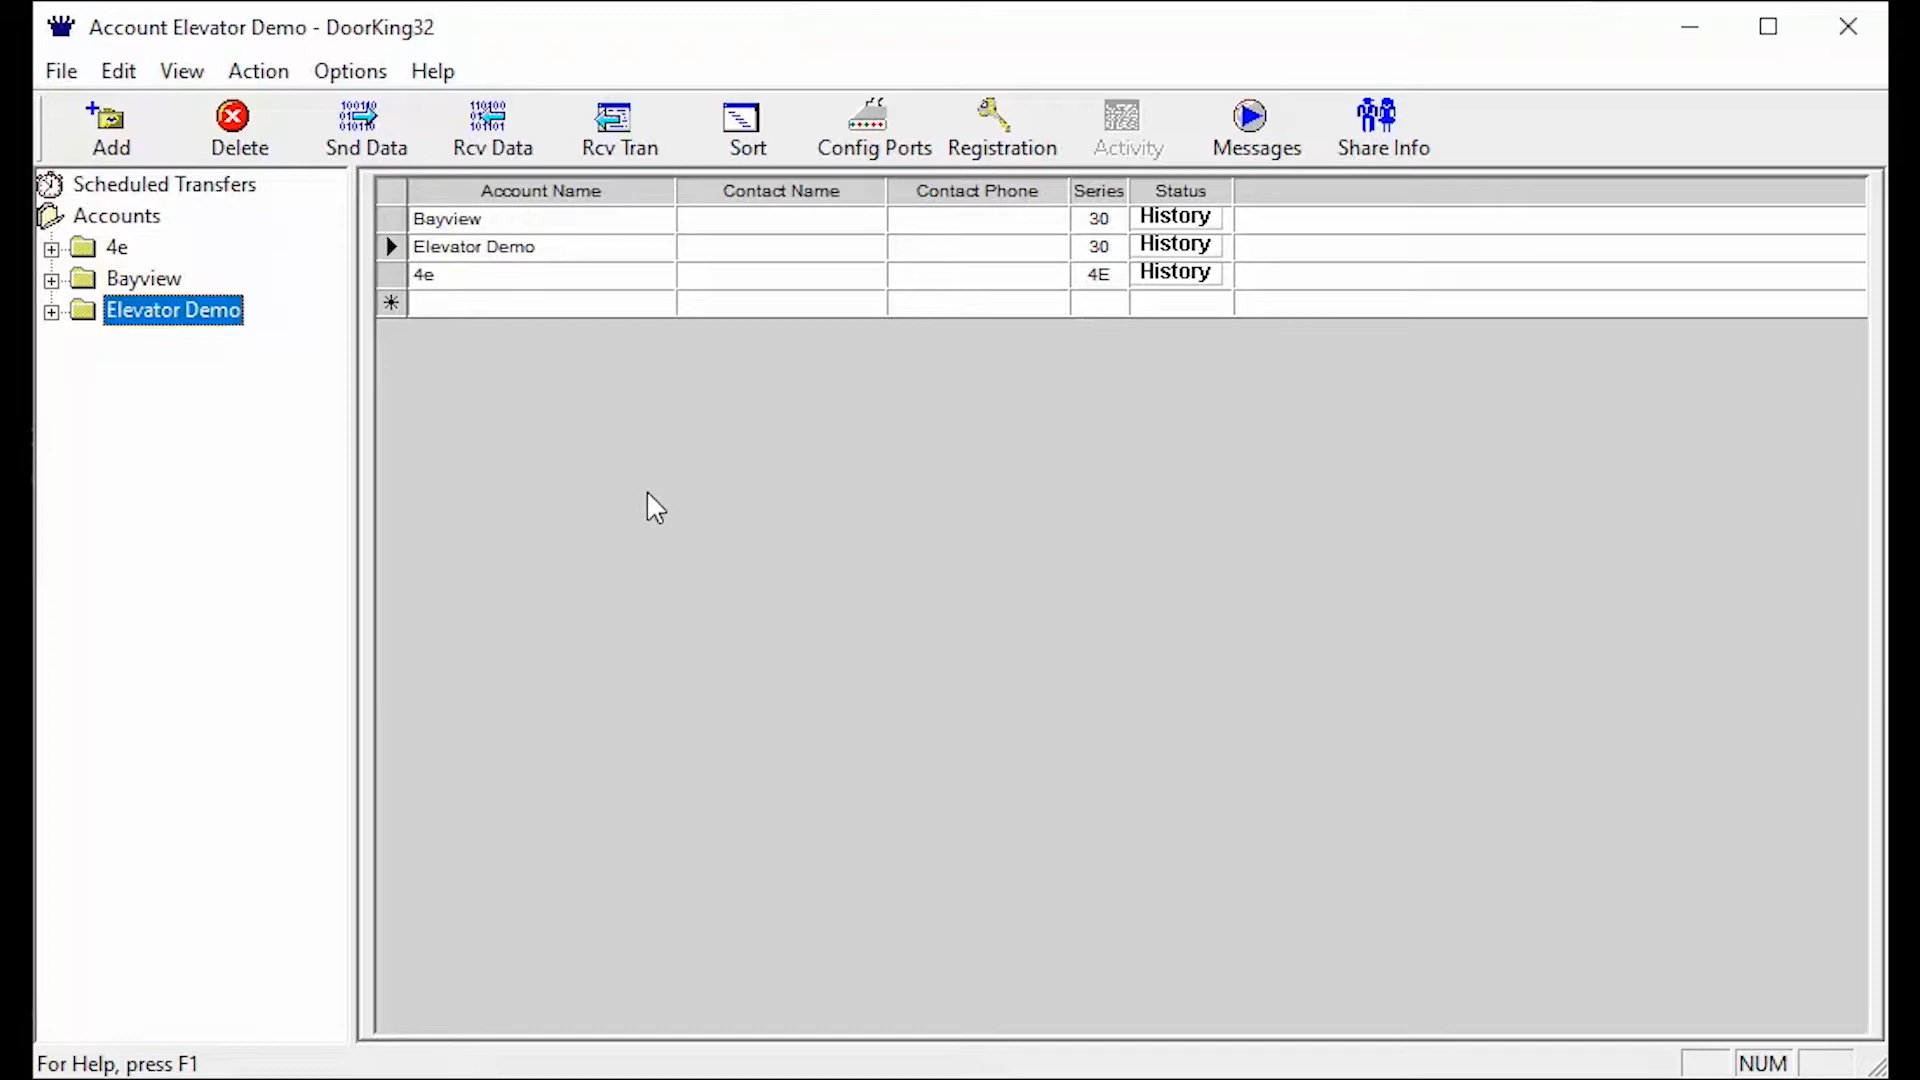 Account Elevator Demo - DoorKing32
File Edit View Action Options Help
Add Delete Snd Data Rcv Data Rcv Tran Sort Config Ports Registration Activity Messages Share Info
Scheduled Transfers
Accounts
4e
Bayview
Elevator Demo
Account Name Contact Name Contact Phone Series Status
Bayview 30 History
Elevator Demo 30 History
4e 4E History
For Help, press F1 NUM